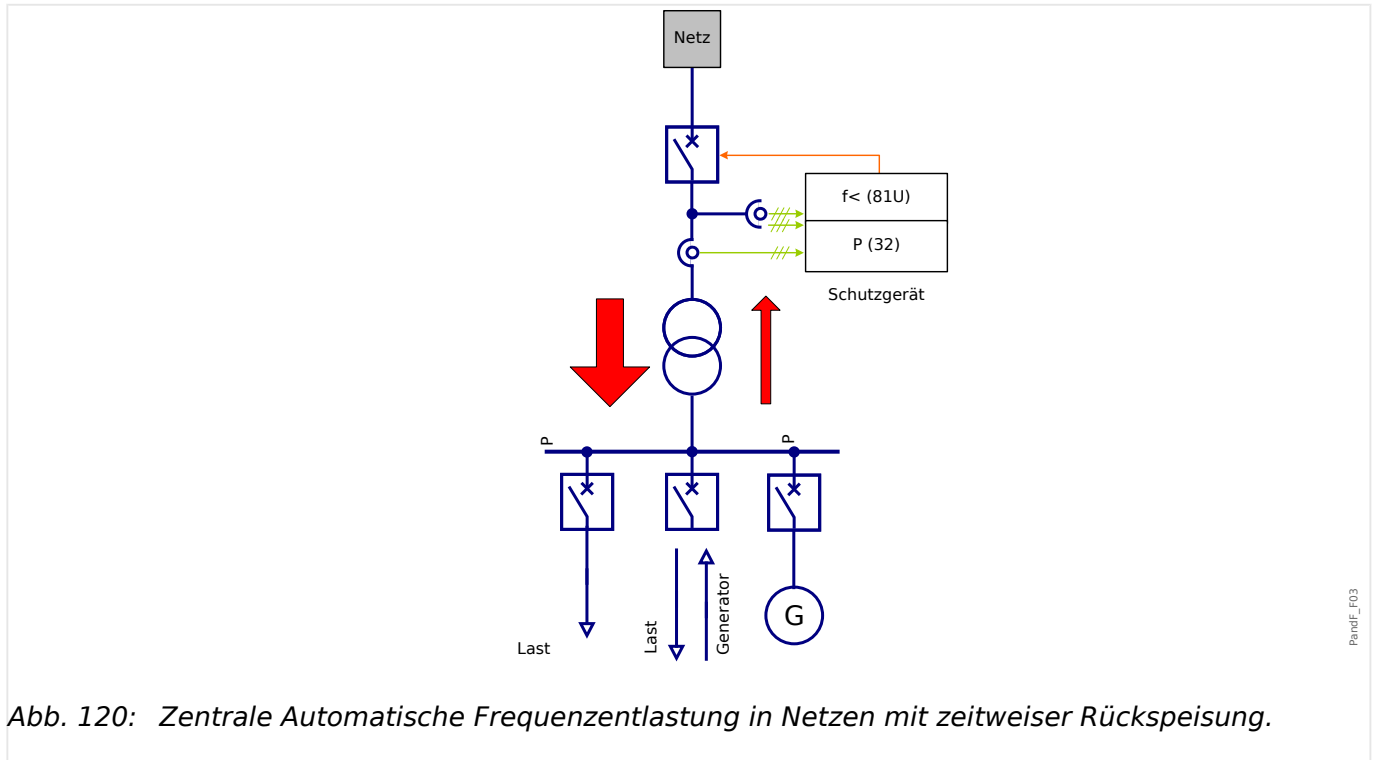 Netz
f< (81U)
P (32)
Schutzgerät
P
P
Last
Last
Generator
G
PandF_F03
Abb. 120: Zentrale Automatische Frequenzentlastung in Netzen mit zeitweiser Rückspeisung.